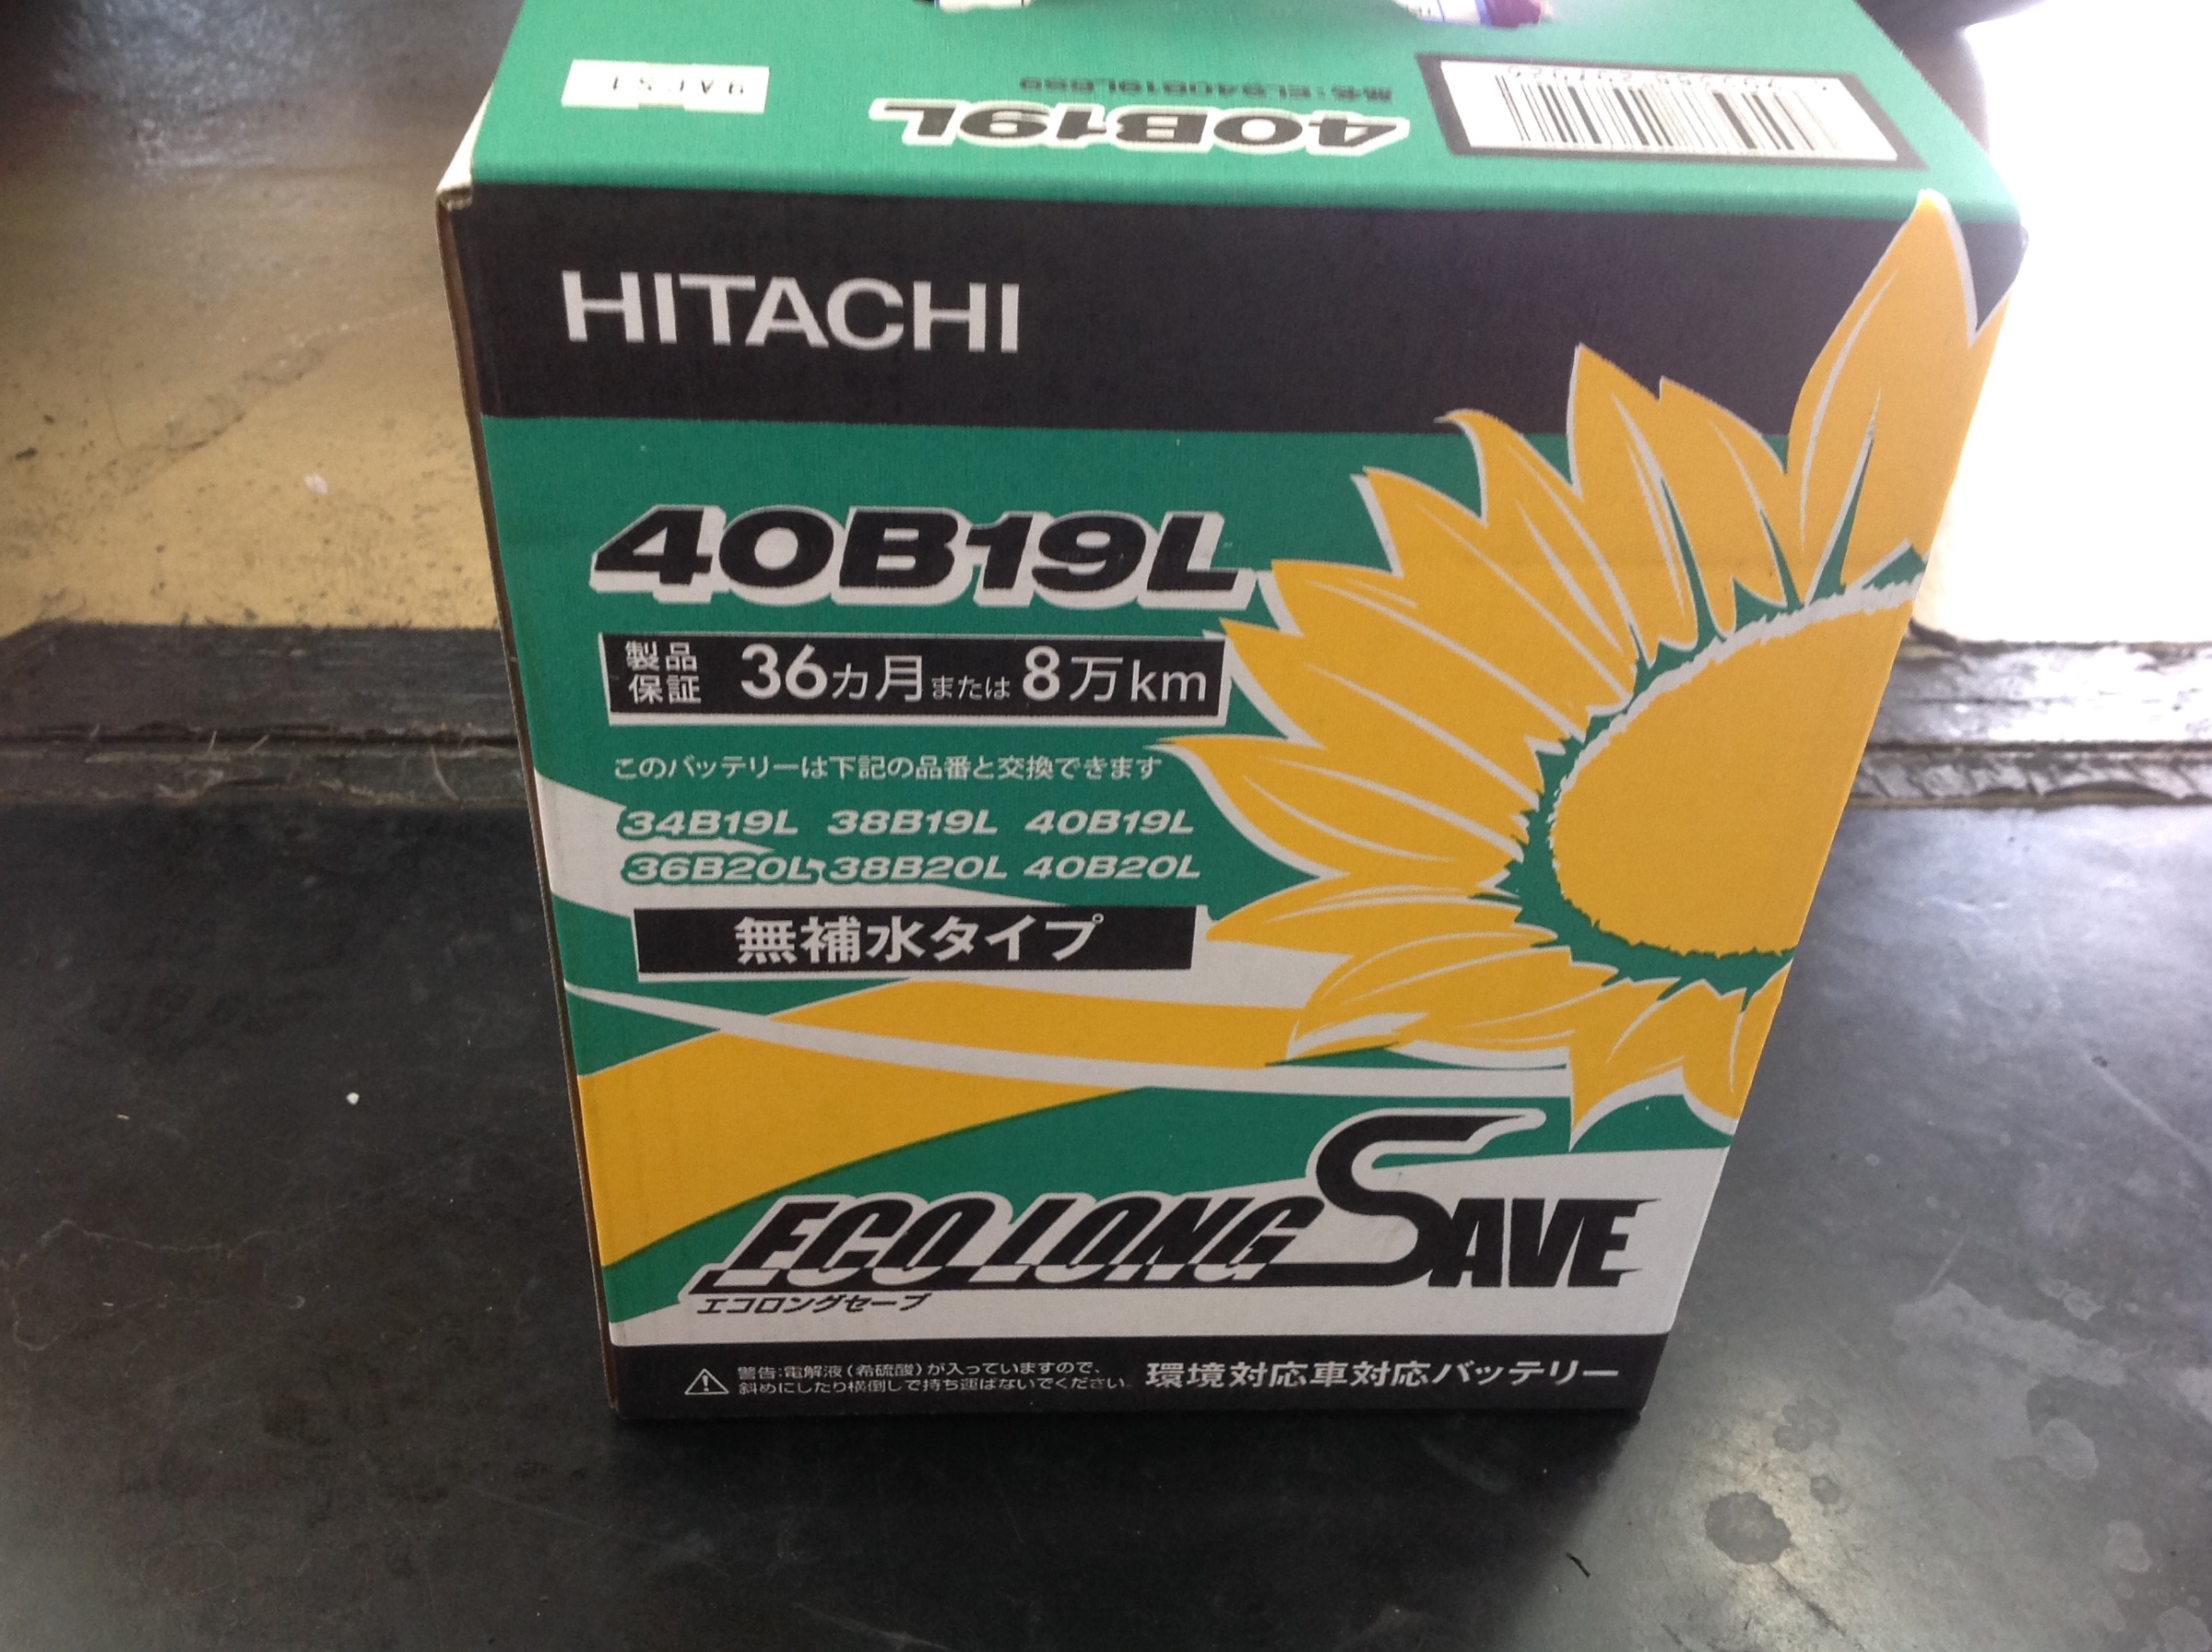 40B19L
HITACHI
40B19L
製品保証 36カ月または8万km
このバッテリーは下記の品番と交換できます
34B19L 38B19L 40B19L
36B20L 38B20L 40B20L
無補水タイプ
ECO LONG SAVE
エコロングセーブ
警告:電解液(希硫酸)が入っていますので、
斜めにしたり横倒しで持ち運ばないでください。
環境対応車対応バッテリー